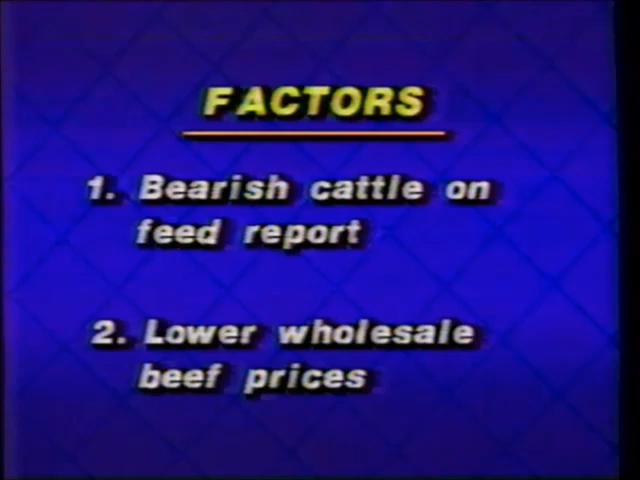 FACTORS
1. Bearish cattle on
feed report
2. Lower wholesale
beef prices